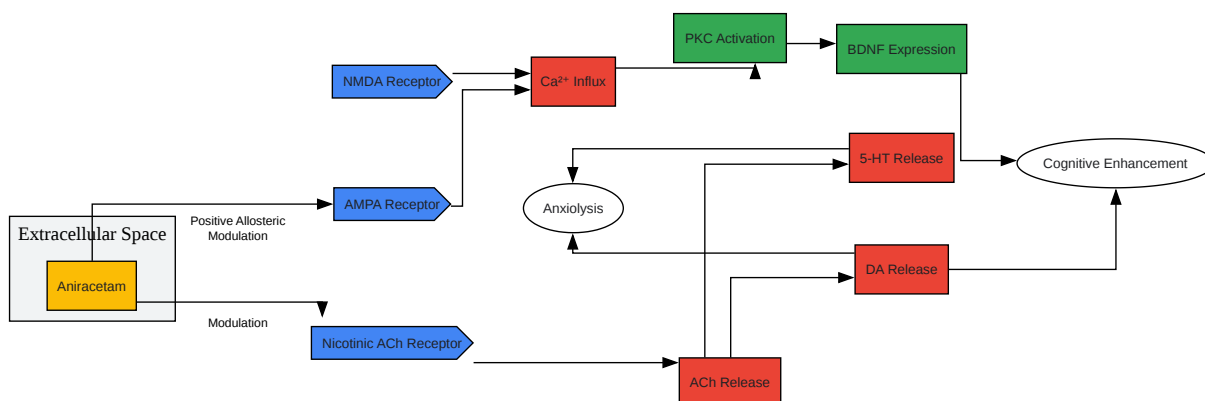 PKC Activation
BDNF Expression
NMDA Receptor
Ca²⁺ Influx
5-HT Release
Cognitive Enhancement
AMPA Receptor
Anxiolysis
Positive Allosteric
Modulation
Extracellular Space
Aniracetam
DA Release
Modulation
Nicotinic ACh Receptor
ACh Release